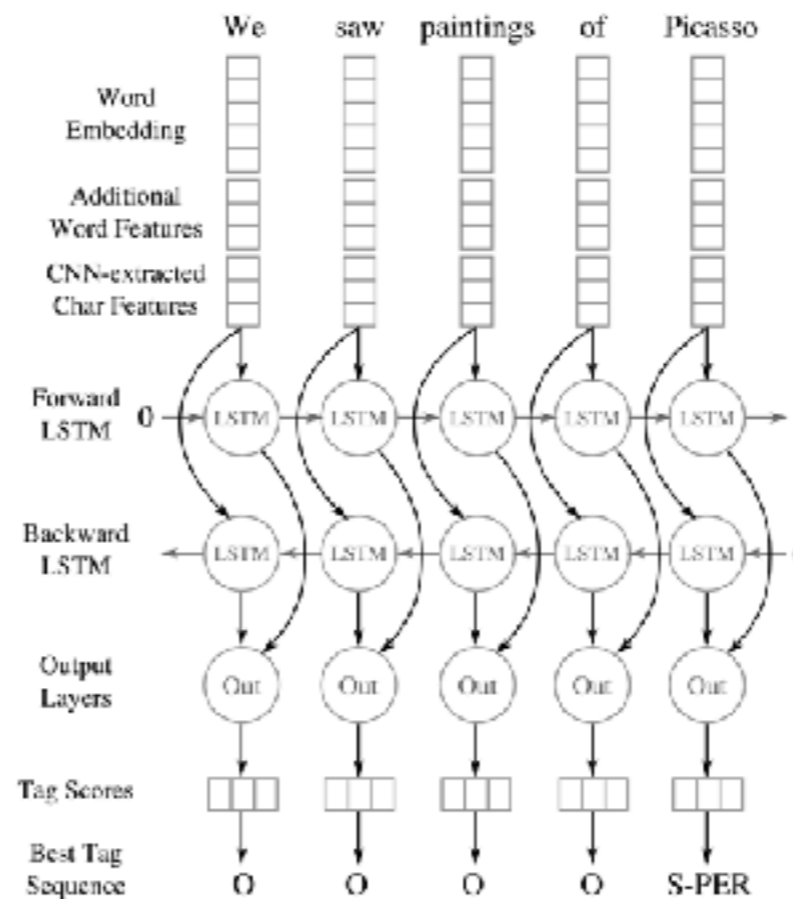 We saw paintings of Picasso
Word
Embedding
Additional
Word Features
CNN-extracted
Char Features
Forward
LSTM
0 LSTM LSTM LSTM LSTM LSTM
Backward
LSTM
LSTM LSTM LSTM LSTM LSTM
Output
Layers
Out Out Out Out Out
Tag Scores
Best Tag
Sequence
O O O O S-PER